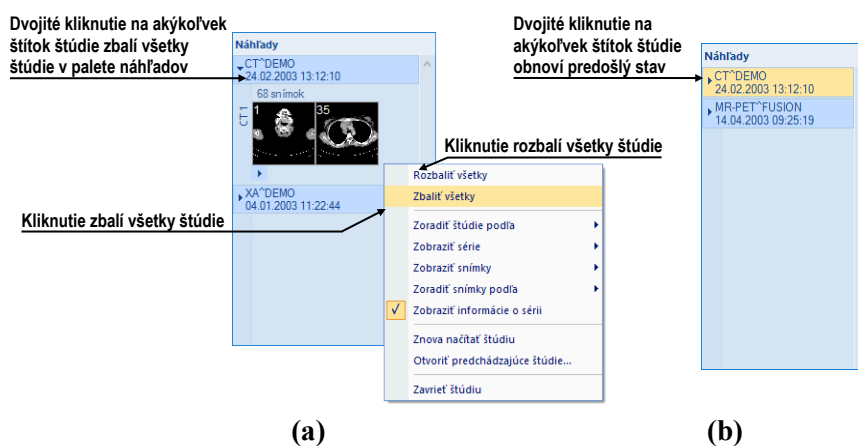 Dvojité kliknutie na akýkoľvek
štítok štúdie zbalí všetky
štúdie v palete náhľadov
Náhľady
CT^DEMO
24.02.2003 13:12:10
68 snímok
CT 1
1
35
XA^DEMO
04.01.2003 11:22:44
Kliknutie rozbalí všetky štúdie
Kliknutie zbalí všetky štúdie
Rozbaliť všetky
Zbaliť všetky
Zoradiť štúdie podľa
Zobraziť série
Zobraziť snímky
Zoradiť snímky podľa
Zobraziť informácie o sérii
Znova načítať štúdiu
Otvoriť predchádzajúce štúdie...
Zavrieť štúdiu
(a)
Dvojité kliknutie na
akýkoľvek štítok štúdie
obnoví predošlý stav
Náhľady
CT^DEMO
24.02.2003 13:12:10
MR-PET^FUSION
14.04.2003 09:25:19
(b)